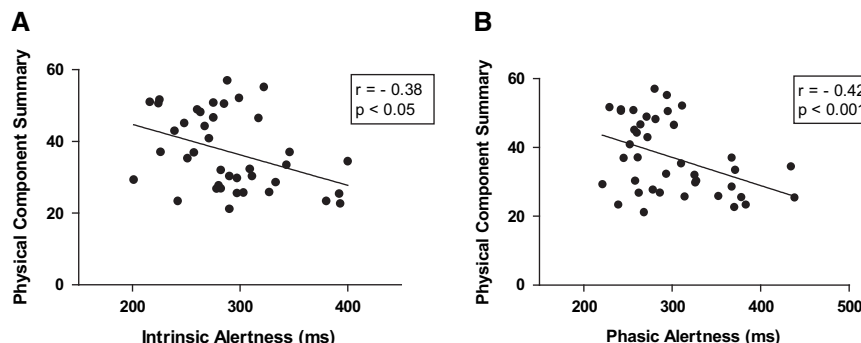 A
Physical Component Summary
60
40
20
0
200
300
400
Intrinsic Alertness (ms)
r = - 0.38
p < 0.05
B
Physical Component Summary
60
40
20
0
200
300
400
500
Phasic Alertness (ms)
r = - 0.42
p < 0.001